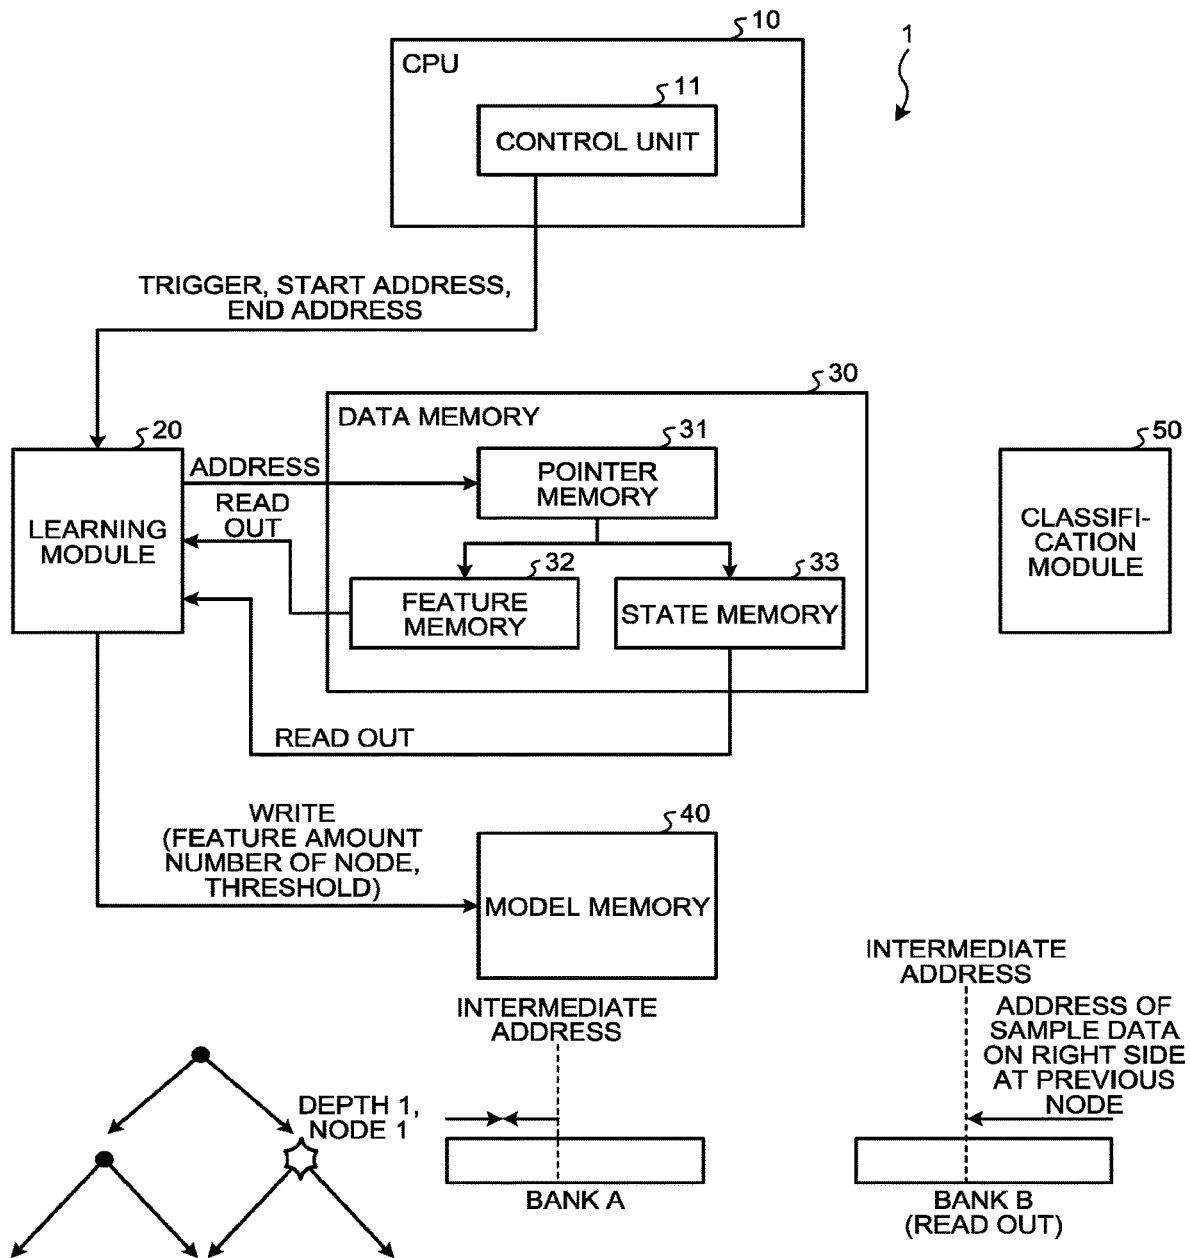 10
1
CPU
11
CONTROL UNIT
TRIGGER, START ADDRESS,
END ADDRESS
30
DATA MEMORY
20
31
50
ADDRESS
POINTER
MEMORY
READ
OUT
LEARNING
MODULE
CLASSIFI-
CATION
MODULE
32
33
FEATURE
MEMORY
STATE MEMORY
READ OUT
WRITE
(FEATURE AMOUNT
NUMBER OF NODE,
THRESHOLD)
40
MODEL MEMORY
INTERMEDIATE
ADDRESS
INTERMEDIATE
ADDRESS
ADDRESS OF
SAMPLE DATA
ON RIGHT SIDE
AT PREVIOUS
NODE
DEPTH 1,
NODE 1
BANK A
BANK B
(READ OUT)